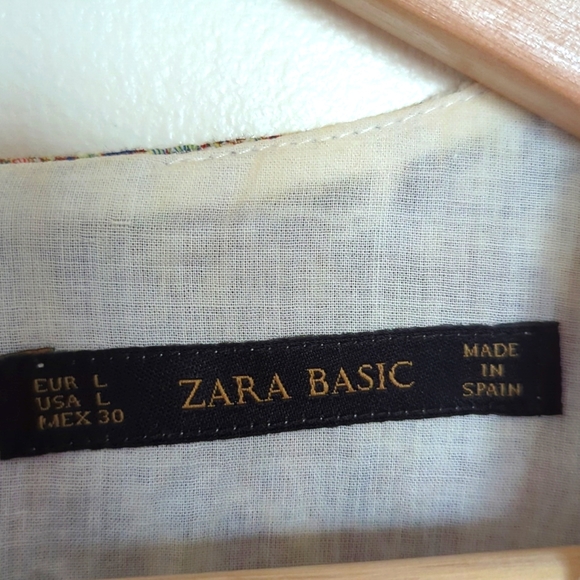 EUR L
USA L
MEX 30
ZARA BASIC
MADE
IN
SPAIN